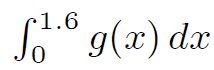 ∫₀^{1.6} g(x) dx